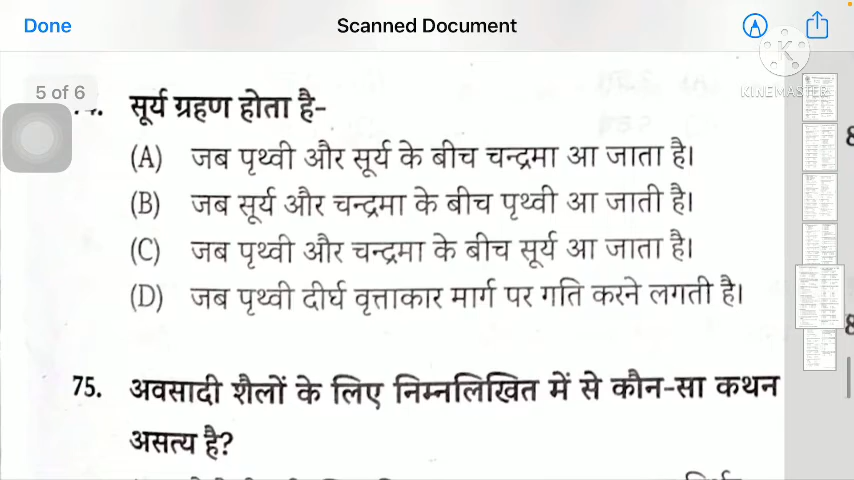 Done
Scanned Document
KINEMASTER
5 of 6
सूर्य ग्रहण होता है-
(A) जब पृथ्वी और सूर्य के बीच चन्द्रमा आ जाता है।
(B) जब सूर्य और चन्द्रमा के बीच पृथ्वी आ जाती है।
(C) जब पृथ्वी और चन्द्रमा के बीच सूर्य आ जाता है।
(D) जब पृथ्वी दीर्घ वृत्ताकार मार्ग पर गति करने लगती है।
75. अवसादी शैलों के लिए निम्नलिखित में से कौन-सा कथन
असत्य है?